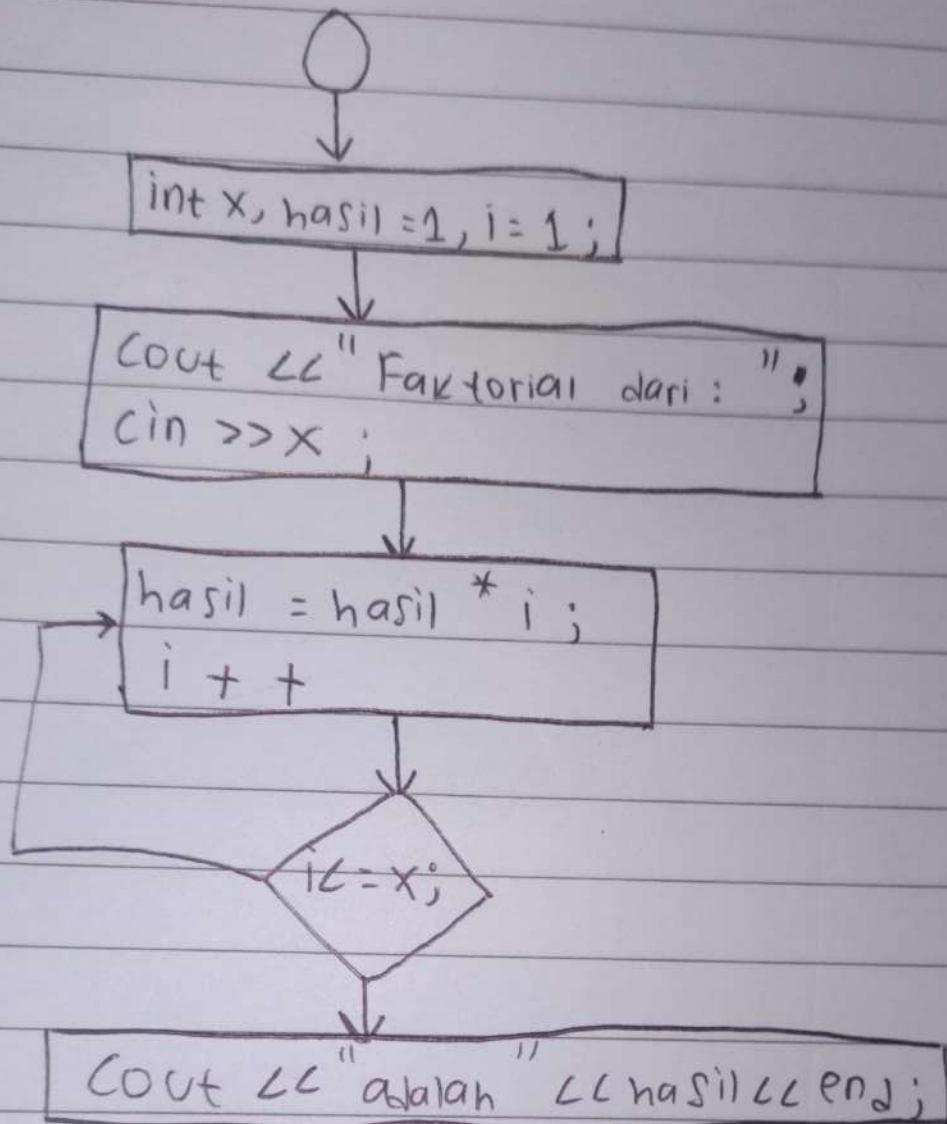 int x, hasil = 1, i = 1 ;
Cout << "Faktorial dari : " ;
Cin >> x ;
hasil = hasil * i ;
i + +
i <= x;
Cout << "adalah" << hasil << end;